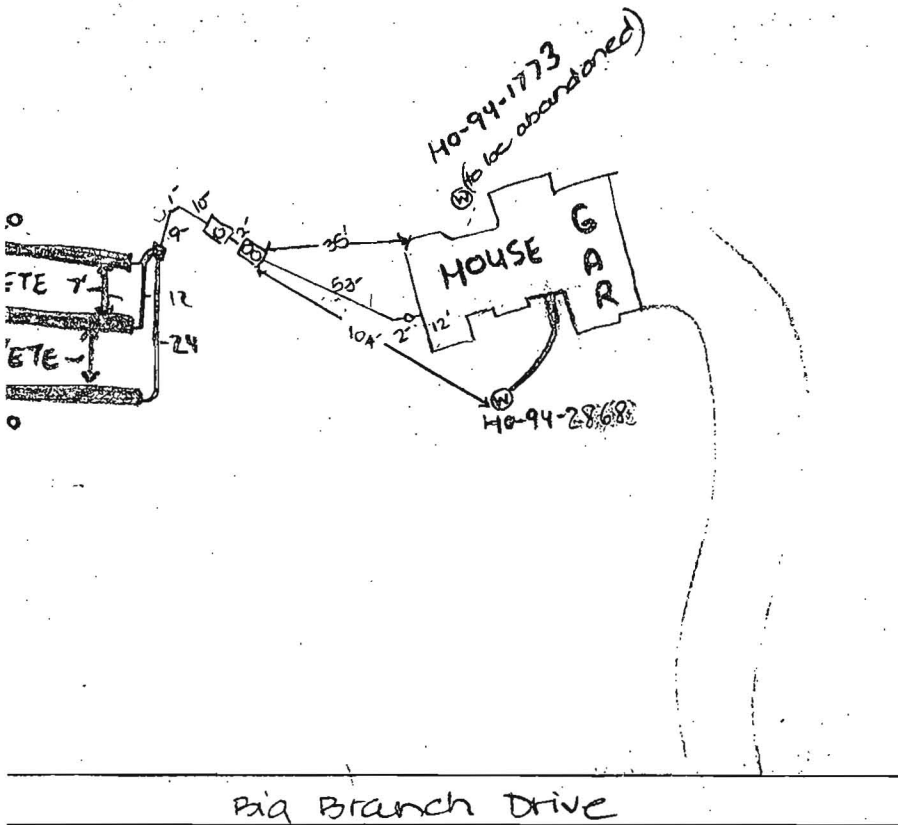 HO-94-1773
(to be abandoned)
W
1'
10'
9'
2'
35'
HOUSE
GAR
ETE 7'
12
53'
2'
12'
104'
ETE
24
W
HO-94-2868
Big Branch Drive